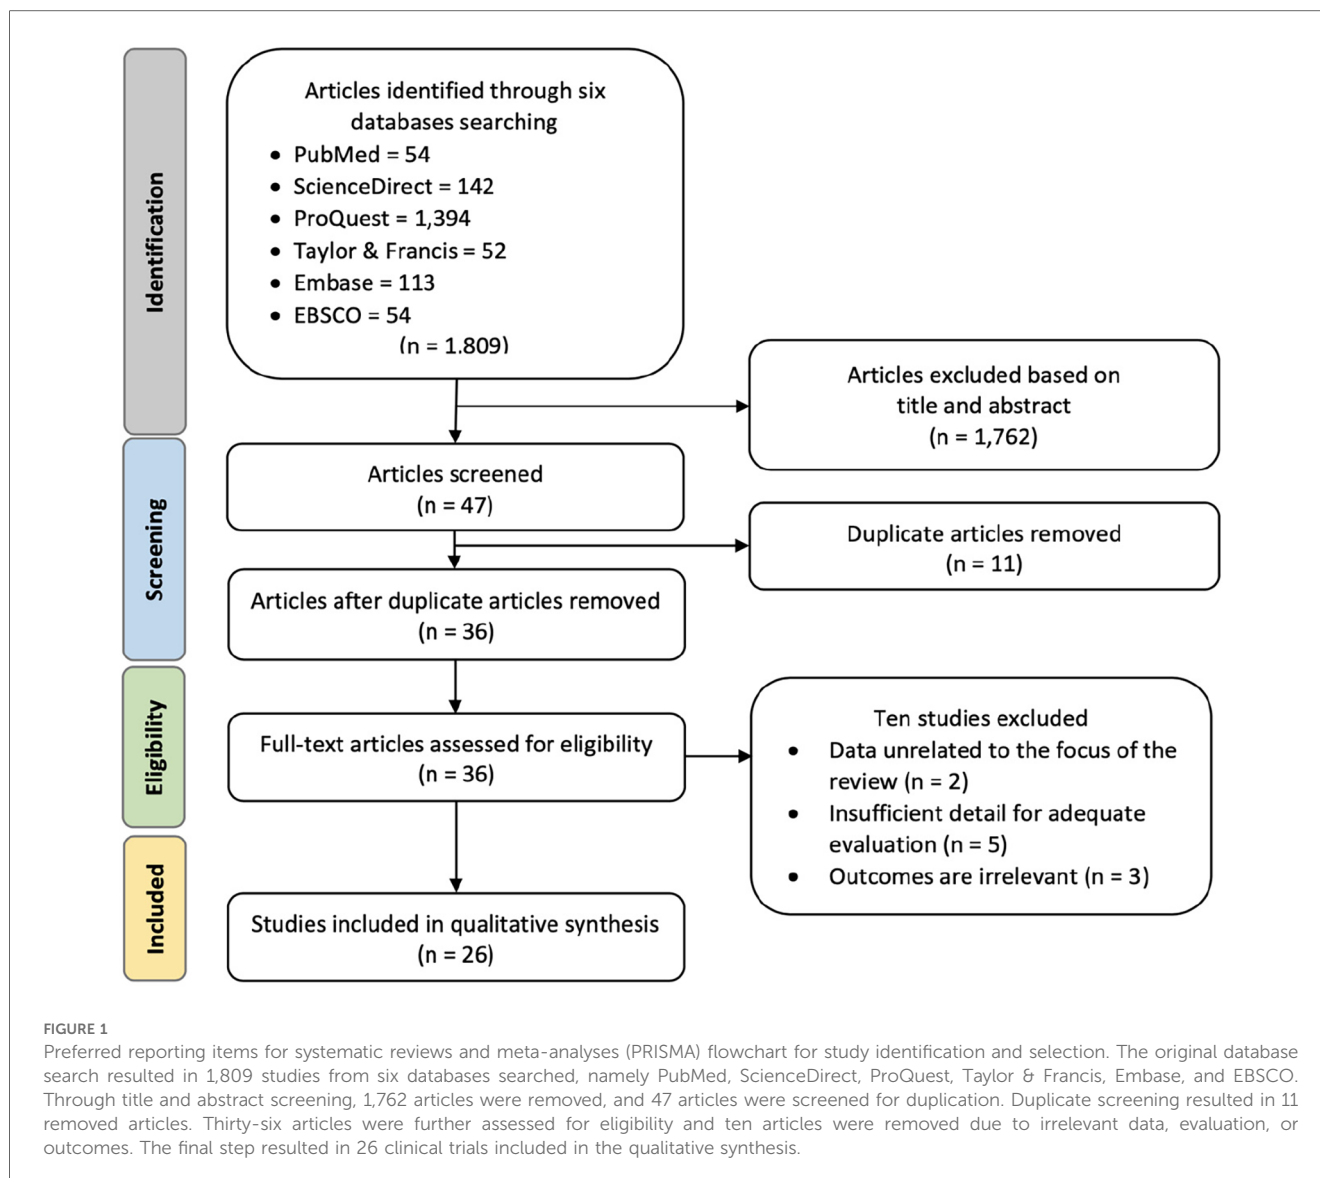 Identification
Articles identified through six
databases searching
• PubMed = 54
• ScienceDirect = 142
• ProQuest = 1,394
• Taylor & Francis = 52
• Embase = 113
• EBSCO = 54
(n = 1.809)
Articles excluded based on
title and abstract
(n = 1,762)
Screening
Articles screened
(n = 47)
Duplicate articles removed
(n = 11)
Articles after duplicate articles removed
(n = 36)
Eligibility
Full-text articles assessed for eligibility
(n = 36)
Ten studies excluded
• Data unrelated to the focus of the
review (n = 2)
• Insufficient detail for adequate
evaluation (n = 5)
• Outcomes are irrelevant (n = 3)
Included
Studies included in qualitative synthesis
(n = 26)
FIGURE 1
Preferred reporting items for systematic reviews and meta-analyses (PRISMA) flowchart for study identification and selection. The original database
search resulted in 1,809 studies from six databases searched, namely PubMed, ScienceDirect, ProQuest, Taylor & Francis, Embase, and EBSCO.
Through title and abstract screening, 1,762 articles were removed, and 47 articles were screened for duplication. Duplicate screening resulted in 11
removed articles. Thirty-six articles were further assessed for eligibility and ten articles were removed due to irrelevant data, evaluation, or
outcomes. The final step resulted in 26 clinical trials included in the qualitative synthesis.